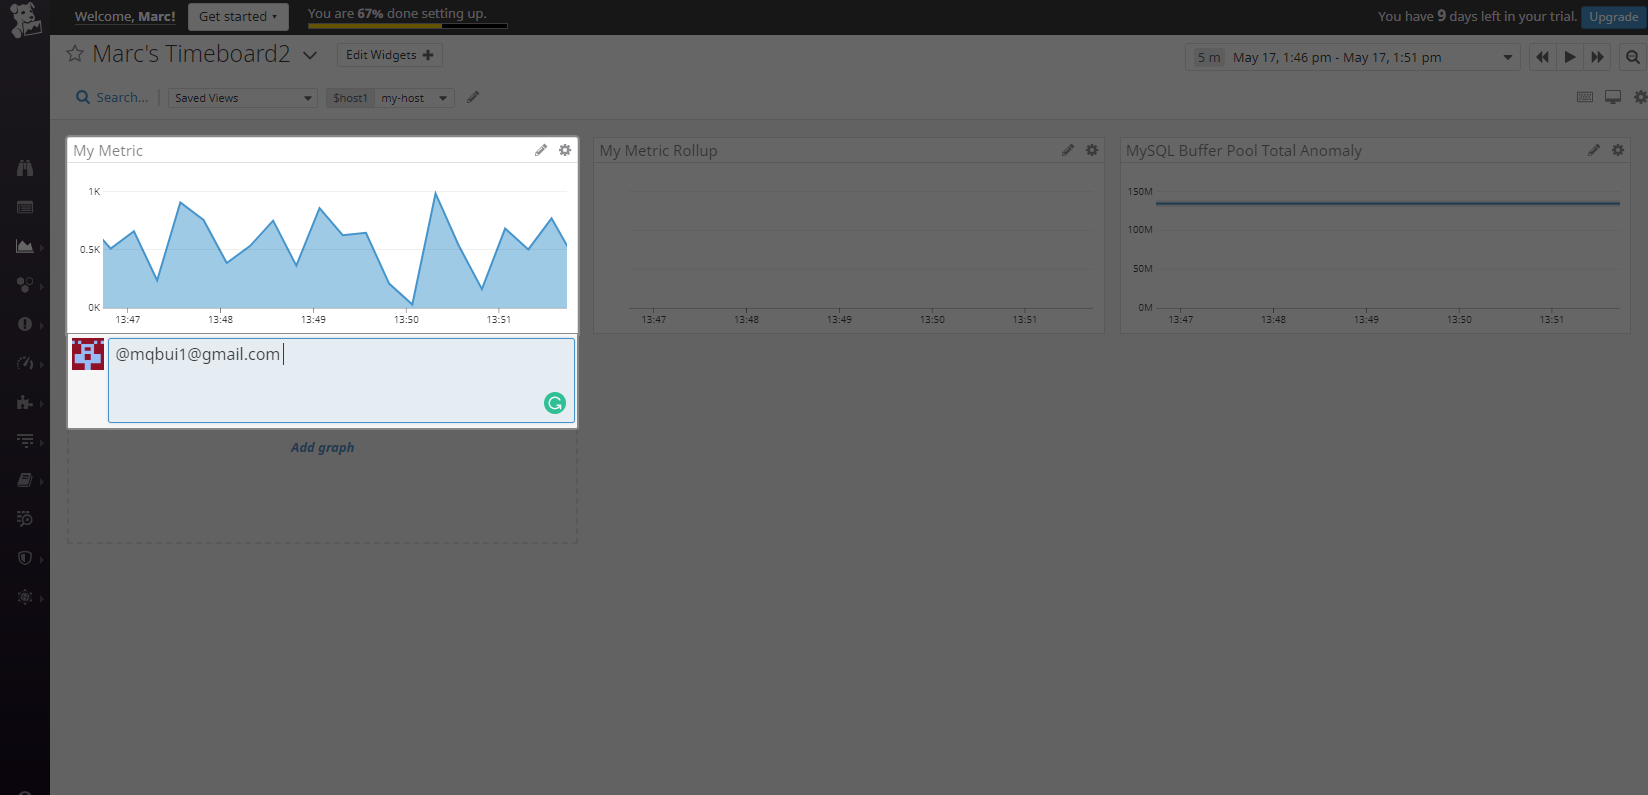 Welcome, Marc!
Get started
You are 67% done setting up.
You have 9 days left in your trial.
Upgrade
Marc's Timeboard2
Edit Widgets
5 m May 17, 1:46 pm - May 17, 1:51 pm
Search...
Saved Views
$host1 my-host
My Metric
1K
0.5K
0K
13:47 13:48 13:49 13:50 13:51
@mqbui1@gmail.com
Add graph
My Metric Rollup
13:47 13:48 13:49 13:50 13:51
MySQL Buffer Pool Total Anomaly
150M
100M
50M
0M
13:47 13:48 13:49 13:50 13:51